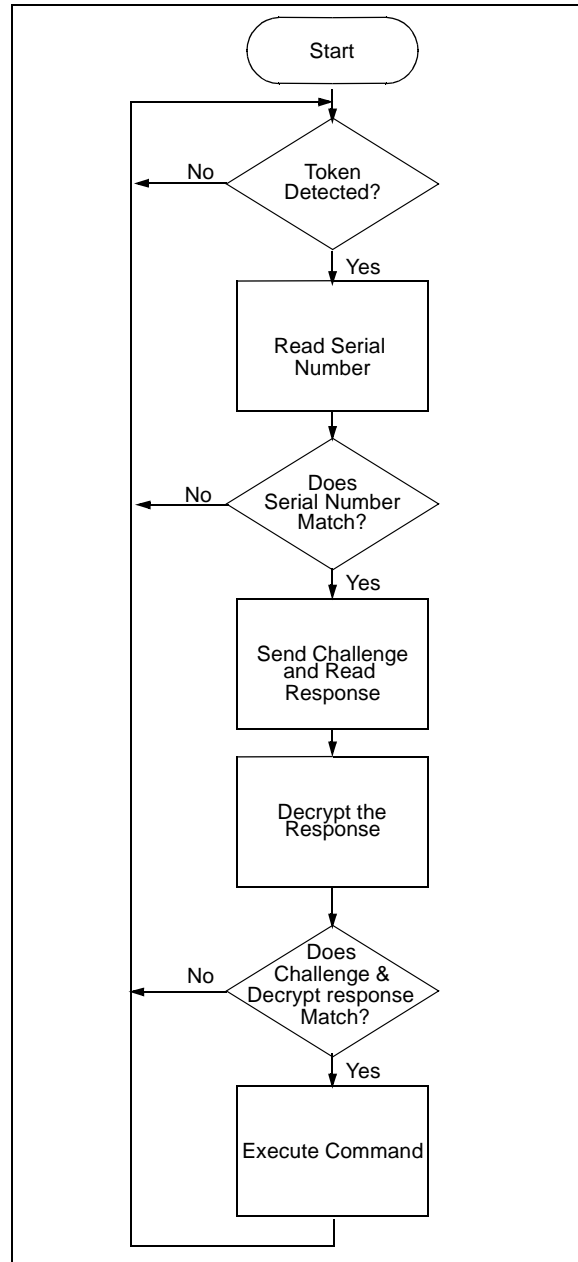 Start
No
Token
Detected?
Yes
Read Serial
Number
No
Does
Serial Number
Match?
Yes
Send Challenge
and Read
Response
Decrypt the
Response
No
Does
Challenge &
Decrypt response
Match?
Yes
Execute Command